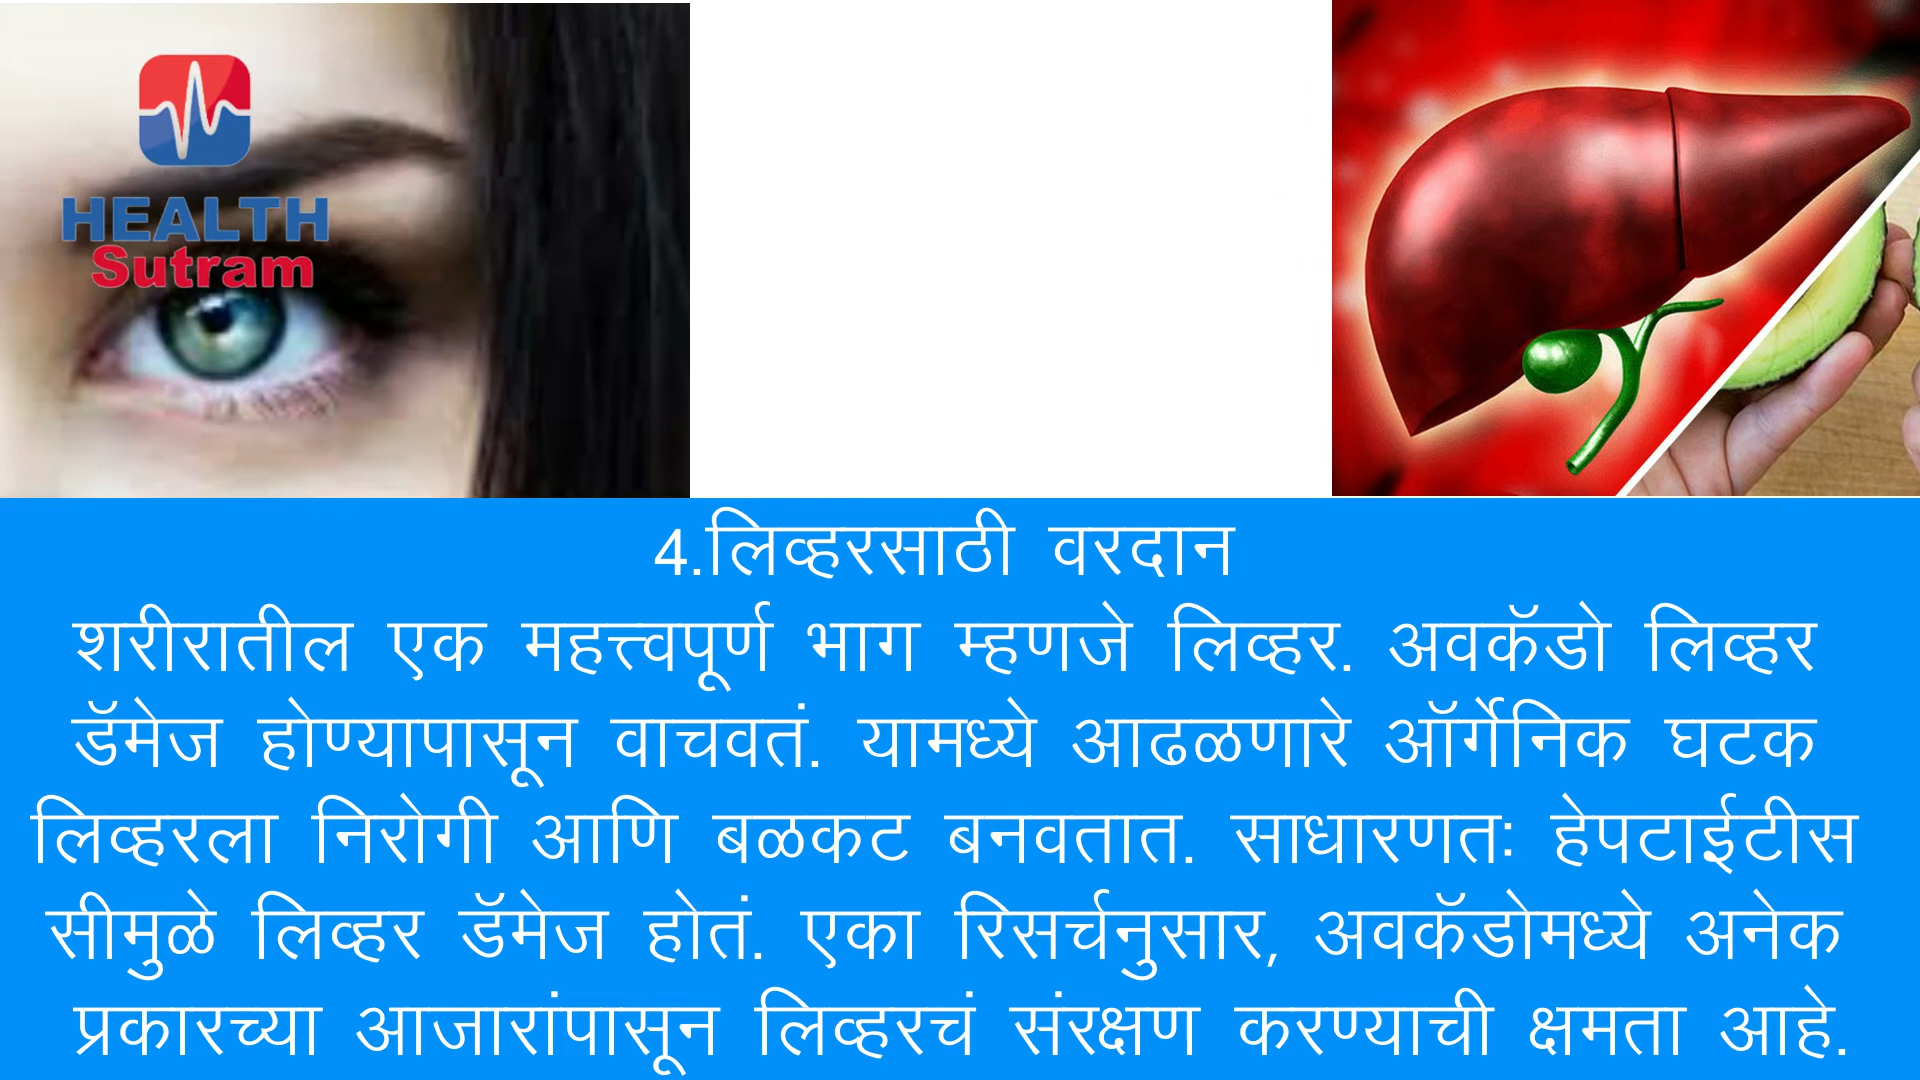 HEALTH
Sutram
4.लिव्हरसाठी वरदान
शरीरातील एक महत्त्वपूर्ण भाग म्हणजे लिव्हर. अवकॅडो लिव्हर
डॅमेज होण्यापासून वाचवतं. यामध्ये आढळणारे ऑर्गेनिक घटक
लिव्हरला निरोगी आणि बळकट बनवतात. साधारणतः हेपटाईटीस
सीमुळे लिव्हर डॅमेज होतं. एका रिसर्चनुसार, अवकॅडोमध्ये अनेक
प्रकारच्या आजारांपासून लिव्हरचं संरक्षण करण्याची क्षमता आहे.